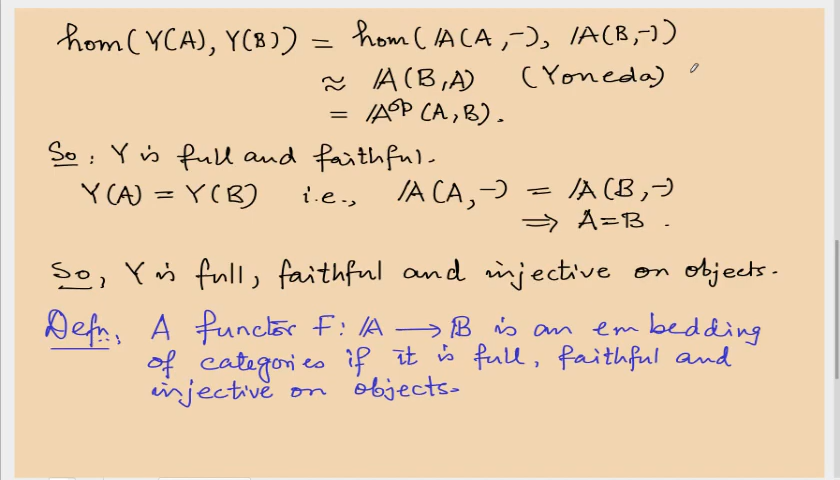 hom(Y(A), Y(B)) = hom(𝔸(A,-), 𝔸(B,-))
≈ 𝔸(B,A) (Yoneda)
= 𝔸ᵒᵖ(A,B).
So: Y is full and faithful.
Y(A) = Y(B) i.e., 𝔸(A,-) = 𝔸(B,-)
⟹ A=B.
So, Y is full, faithful and injective on objects.
Defn: A functor F: 𝔸 ⟶ 𝔹 is an embedding
of categories if it is full, faithful and
injective on objects.